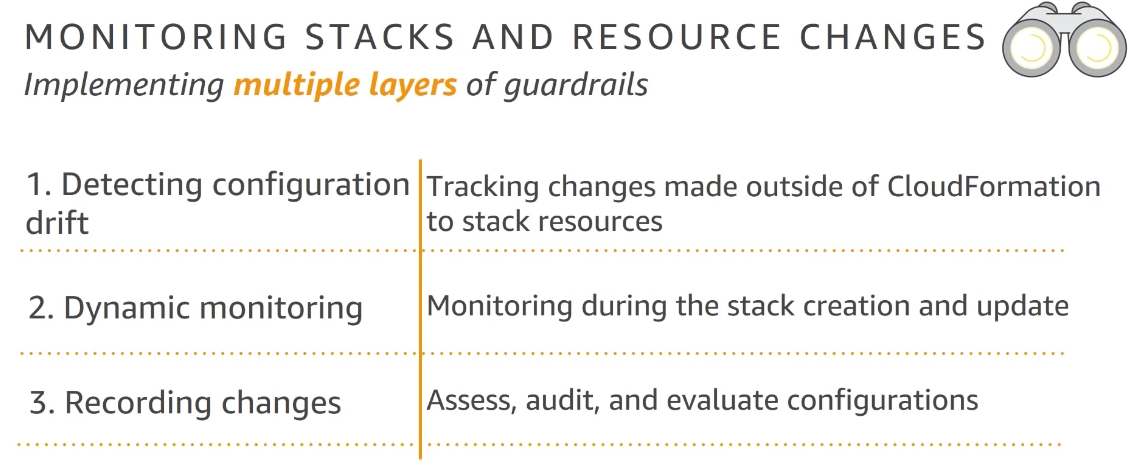 MONITORING STACKS AND RESOURCE CHANGES
Implementing multiple layers of guardrails
1. Detecting configuration
drift
Tracking changes made outside of CloudFormation
to stack resources
2. Dynamic monitoring
Monitoring during the stack creation and update
3. Recording changes
Assess, audit, and evaluate configurations